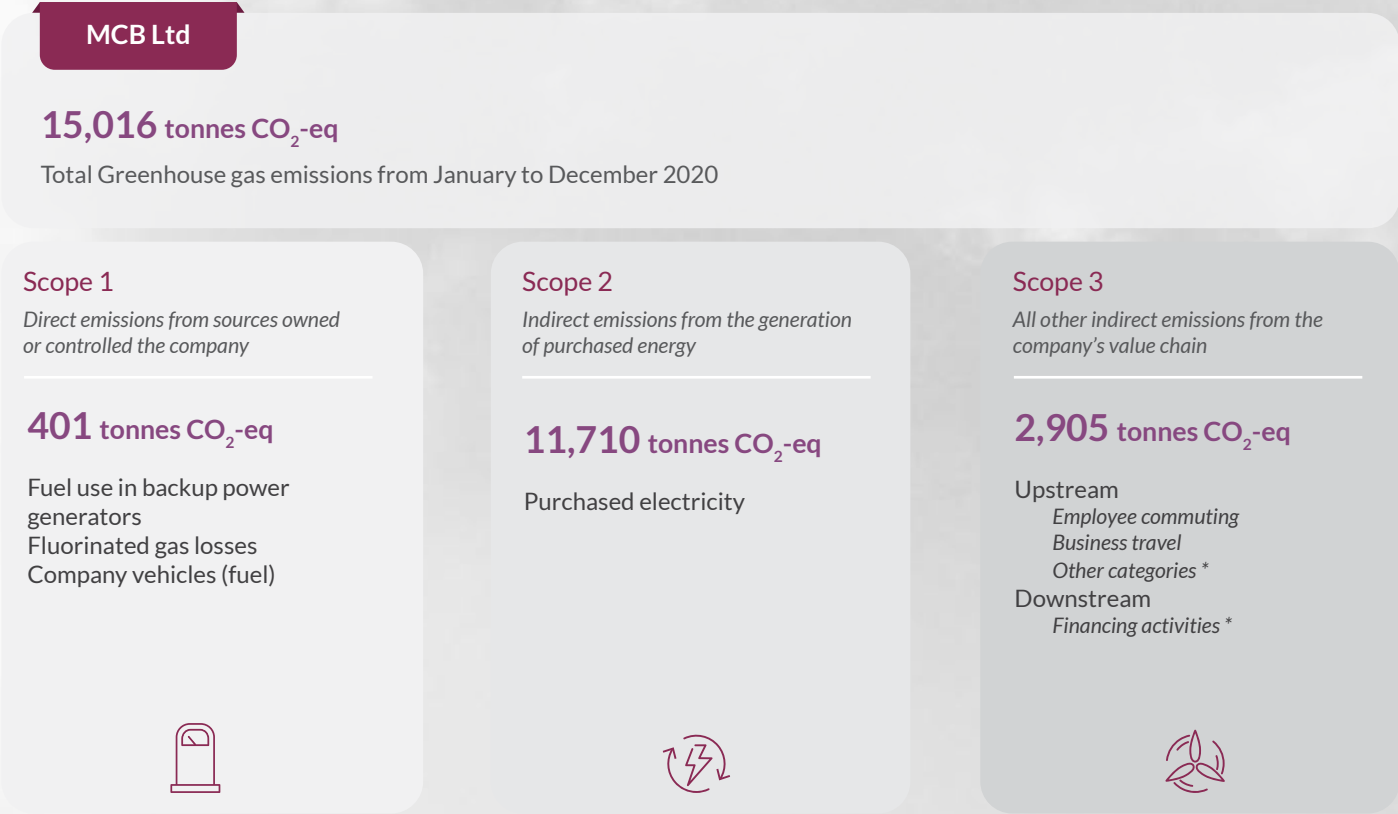 MCB Ltd
15,016 tonnes CO₂-eq
Total Greenhouse gas emissions from January to December 2020
Scope 1
Direct emissions from sources owned
or controlled the company
401 tonnes CO₂-eq
Fuel use in backup power
generators
Fluorinated gas losses
Company vehicles (fuel)
Scope 2
Indirect emissions from the generation
of purchased energy
11,710 tonnes CO₂-eq
Purchased electricity
Scope 3
All other indirect emissions from the
company’s value chain
2,905 tonnes CO₂-eq
Upstream
Employee commuting
Business travel
Other categories *
Downstream
Financing activities *